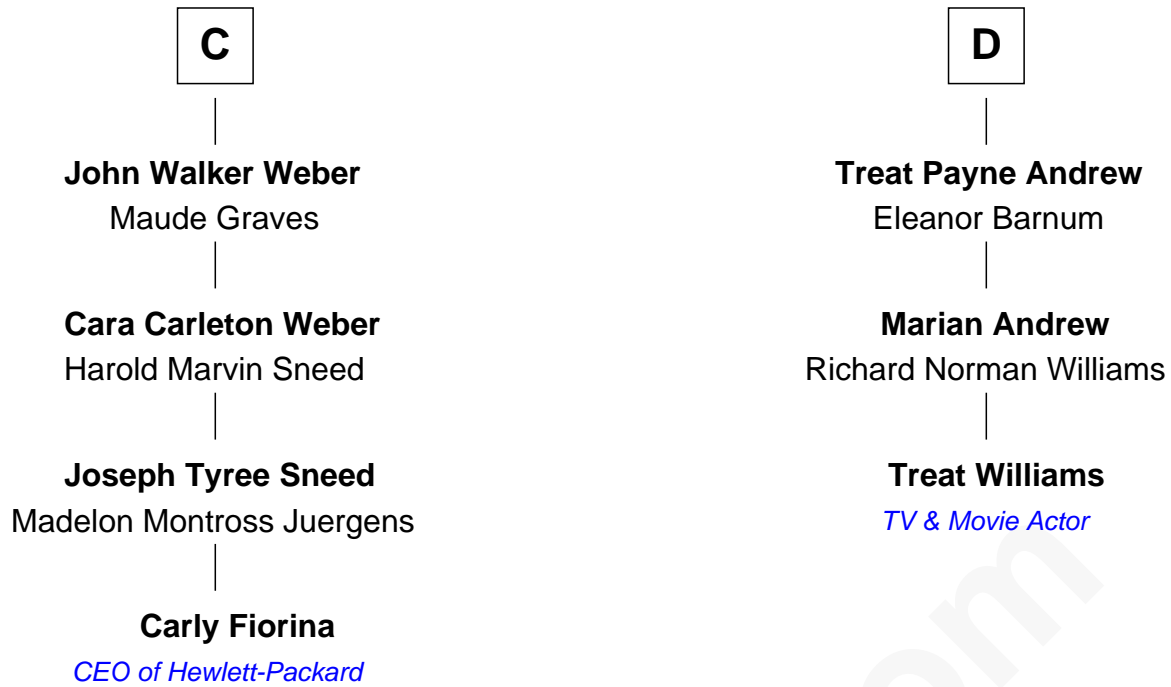 C
John Walker Weber
Maude Graves
Cara Carleton Weber
Harold Marvin Sneed
Joseph Tyree Sneed
Madelon Montross Juergens
Carly Fiorina
CEO of Hewlett-Packard
D
Treat Payne Andrew
Eleanor Barnum
Marian Andrew
Richard Norman Williams
Treat Williams
TV & Movie Actor
om